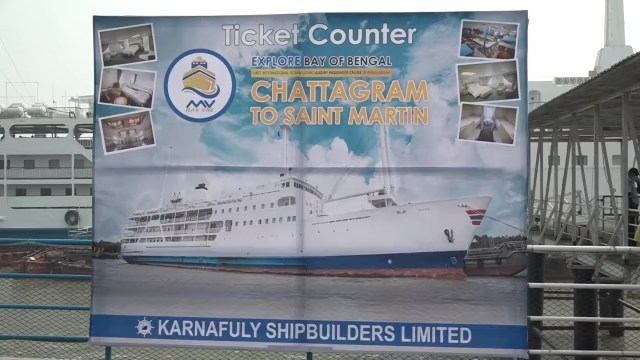 Ticket Counter
EXPLORE BAY OF BENGAL
CHATTAGRAM
TO SAINT MARTIN
MV
KARNAFULY SHIPBUILDERS LIMITED